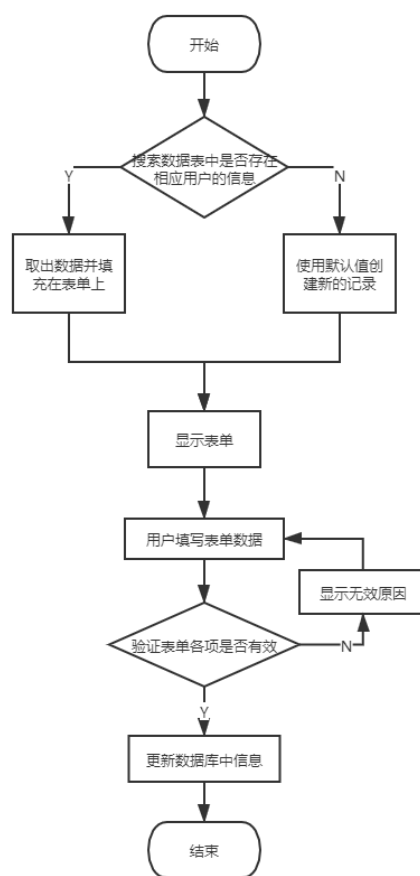 开始
搜素数据表中是否存在
相应用户的信息
Y
N
取出数据并填
充在表单上
使用默认值创
建新的记录
显示表单
用户填写表单数据
显示无效原因
验证表单各项是否有效
N
Y
更新数据库中信息
结束